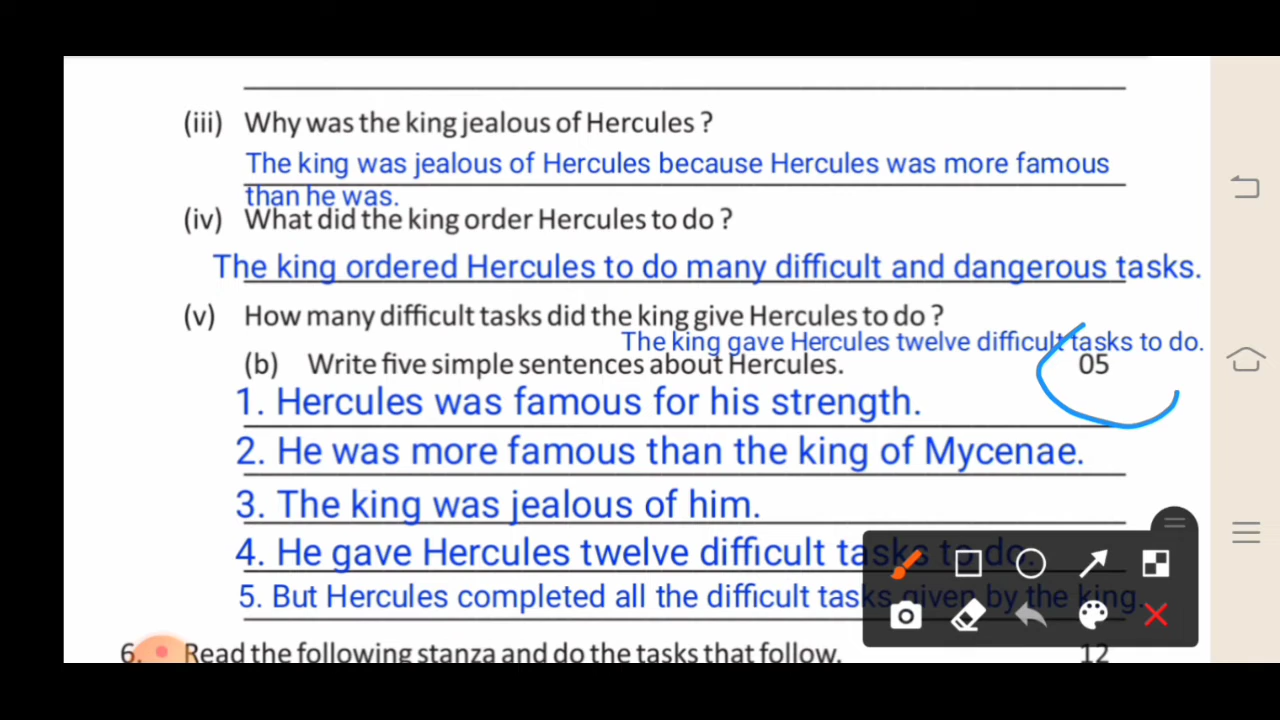 (iii) Why was the king jealous of Hercules ?
The king was jealous of Hercules because Hercules was more famous
than he was.
(iv) What did the king order Hercules to do ?
The king ordered Hercules to do many difficult and dangerous tasks.
(v) How many difficult tasks did the king give Hercules to do ?
The king gave Hercules twelve difficult tasks to do.
(b) Write five simple sentences about Hercules. 05
1. Hercules was famous for his strength.
2. He was more famous than the king of Mycenae.
3. The king was jealous of him.
4. He gave Hercules twelve difficult tasks to do.
5. But Hercules completed all the difficult tasks given by the king.
6. Read the following stanza and do the tasks that follow. 12